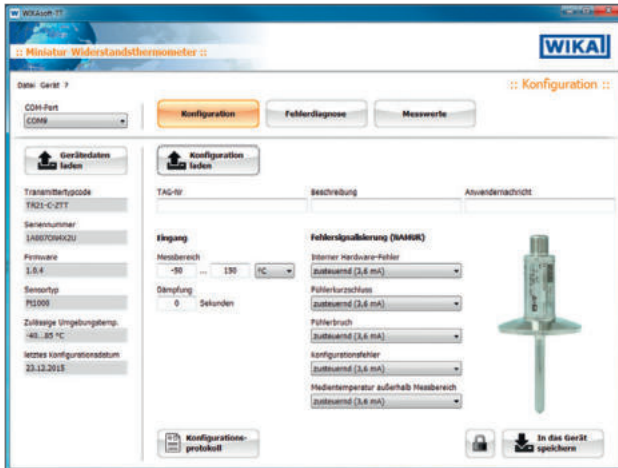 WIKAsoft-TT
:: Miniatur-Widerstandsthermometer ::
WIKA
Datei Gerät ?
:: Konfiguration ::
COM-Port
COM9
Konfiguration
Fehlerdiagnose
Messwerte
Gerätedaten
laden
Konfiguration
laden
Transmittertypcode
TR21-C-ZTT
Seriennummer
1A007ON4X2U
Firmware
1.0.4
Sensortyp
Pt1000
Zulässige Umgebungstemp.
-40...85 °C
letztes Konfigurationsdatum
23.12.2015
TAG-Nr
Beschreibung
Anwendernachricht
Eingang
Messbereich
... °C
Dämpfung
0 Sekunden
Fehlersignalisierung (NAMUR)
Interner Hardware-Fehler
zusteuernd (3,6 mA)
Fühlerkurzschluss
zusteuernd (3,6 mA)
Fühlerbruch
zusteuernd (3,6 mA)
Konfigurationsfehler
zusteuernd (3,6 mA)
Medientemperatur außerhalb Messbereich
zusteuernd (3,6 mA)
Konfigurations-
protokoll
In das Gerät
speichern